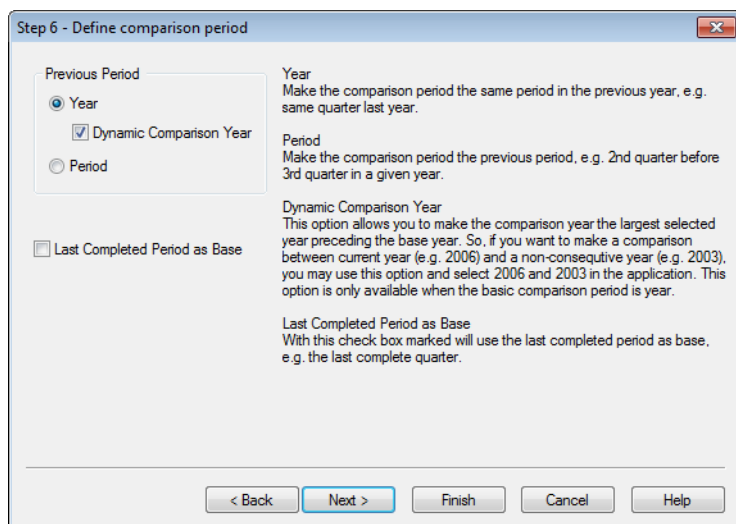 Step 6 - Define comparison period
Previous Period
Year
Dynamic Comparison Year
Period
Last Completed Period as Base
Year
Make the comparison period the same period in the previous year, e.g.
same quarter last year.
Period
Make the comparison period the previous period, e.g. 2nd quarter before
3rd quarter in a given year.
Dynamic Comparison Year
This option allows you to make the comparison year the largest selected
year preceding the base year. So, if you want to make a comparison
between current year (e.g. 2006) and a non-consequtive year (e.g. 2003),
you may use this option and select 2006 and 2003 in the application. This
option is only available when the basic comparison period is year.
Last Completed Period as Base
With this check box marked will use the last completed period as base,
e.g. the last complete quarter.
< Back
Next >
Finish
Cancel
Help